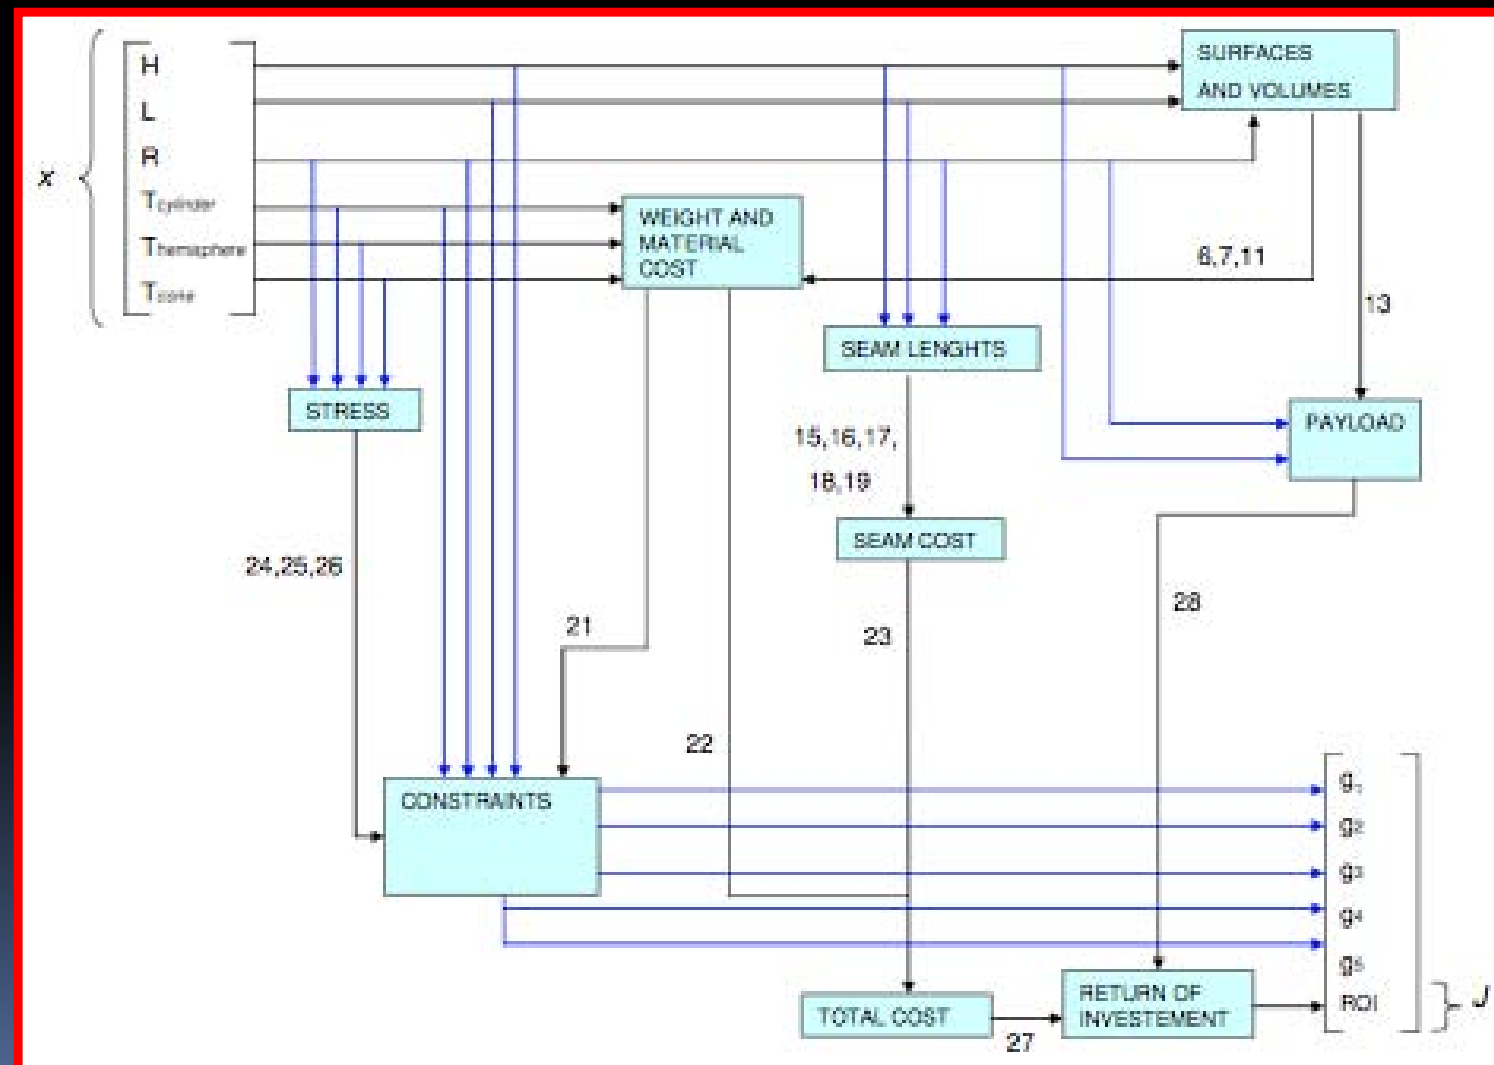 x
H
L
R
Tcylinder
Themisphere
Tcone
SURFACES
AND VOLUMES
WEIGHT AND
MATERIAL
COST
6,7,11
13
SEAM LENGHTS
STRESS
PAYLOAD
15,16,17,
18,19
SEAM COST
24,25,26
21
23
28
22
CONSTRAINTS
g1
g2
g3
g4
g5
ROI
J
TOTAL COST
27
RETURN OF
INVESTEMENT